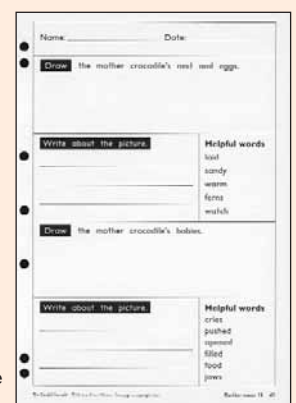 Name: Date:
Draw the mother crocodile's nest and eggs.
Write about the picture.
Helpful words
laid
sandy
warm
ferns
watch
Draw the mother crocodile's babies.
Write about the picture.
Helpful words
cries
pushed
opened
filled
food
jaws
e